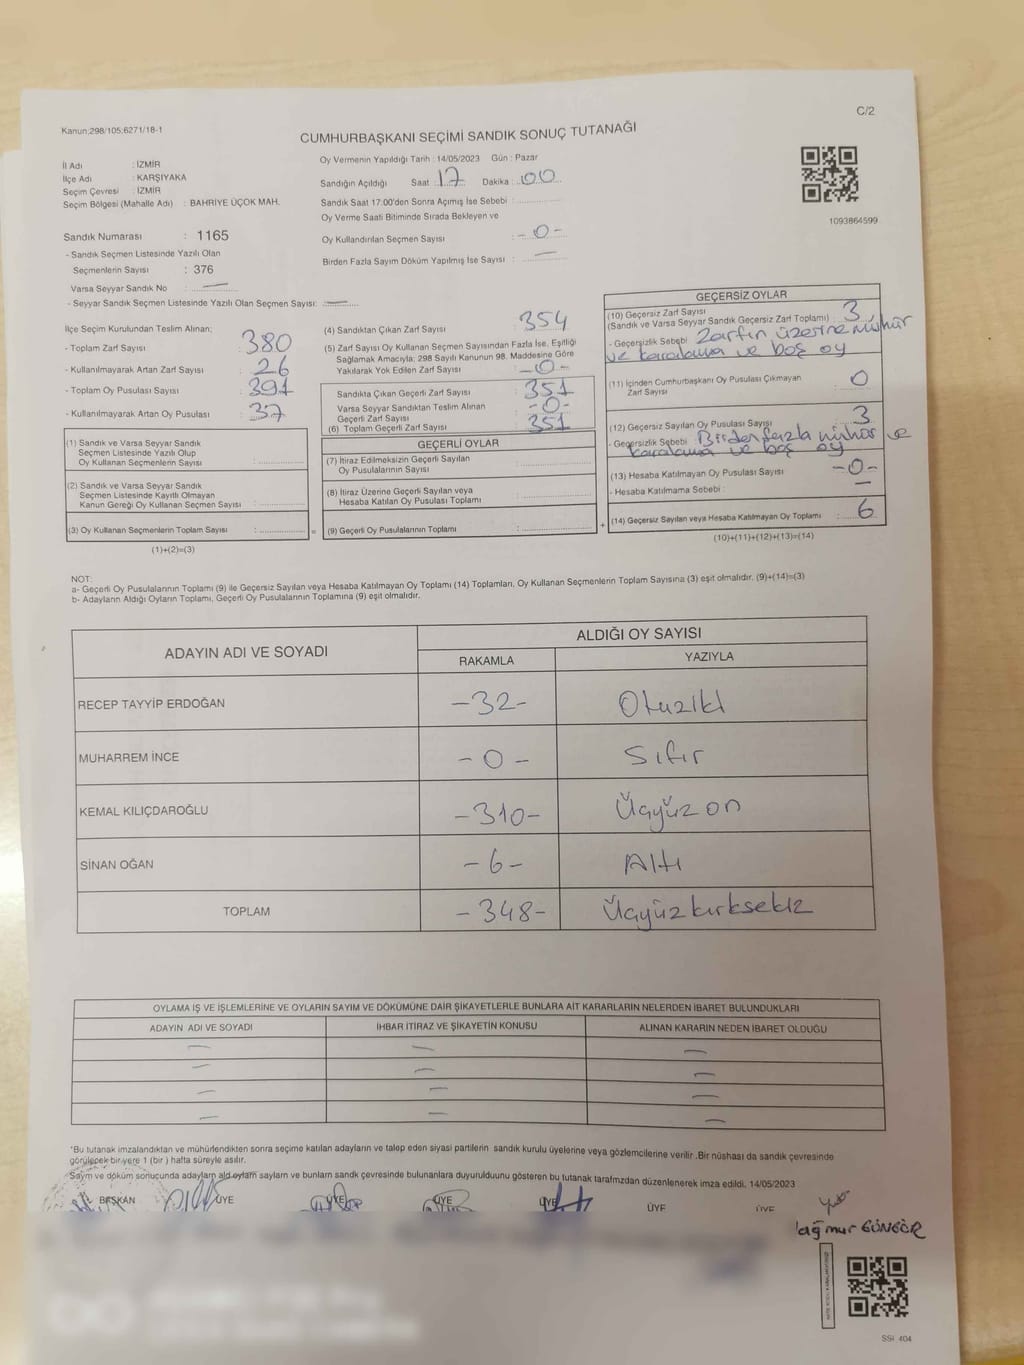 C/2
Kanun:298/105;6271/18-1
CUMHURBAŞKANI SEÇİMİ SANDIK SONUÇ TUTANAĞI
İl Adı : İZMİR
İlçe Adı : KARŞIYAKA
Seçim Çevresi : İZMİR
Seçim Bölgesi (Mahalle Adı) : BAHRİYE ÜÇOK MAH.
Sandık Numarası : 1165
- Sandık Seçmen Listesinde Yazılı Olan
Seçmenlerin Sayısı : 376
Varsa Seyyar Sandık No : —
- Seyyar Sandık Seçmen Listesinde Yazılı Olan Seçmen Sayısı: —
Oy Vermenin Yapıldığı Tarih : 14/05/2023 Gün : Pazar
Sandığın Açıldığı Saat : 17 Dakika : 00
Sandık Saat 17.00'den Sonra Açımış İse Sebebi :
Oy Verme Saati Bitiminde Sırada Bekleyen ve
Oy Kullandırılan Seçmen Sayısı : -0-
Birden Fazla Sayım Döküm Yapılmış İse Sayısı : —
1093864599
İlçe Seçim Kurulundan Teslim Alınan;
- Toplam Zarf Sayısı : 380
- Kullanılmayarak Artan Zarf Sayısı : 26
- Toplam Oy Pusulası Sayısı : 391
- Kullanılmayarak Artan Oy Pusulası : 37
(1) Sandık ve Varsa Seyyar Sandık
Seçmen Listesinde Yazılı Olup
Oy Kullanan Seçmenlerin Sayısı :
(2) Sandık ve Varsa Seyyar Sandık
Seçmen Listesinde Kayıtlı Olmayan
Kanun Gereği Oy Kullanan Seçmen Sayısı :
(3) Oy Kullanan Seçmenlerin Toplam Sayısı : =
(1)+(2)=(3)
(4) Sandıktan Çıkan Zarf Sayısı : 354
(5) Zarf Sayısı Oy Kullanan Seçmen Sayısından Fazla İse, Eşitliği
Sağlamak Amacıyla; 298 Sayılı Kanunun 98. Maddesine Göre
Yakılarak Yok Edilen Zarf Sayısı : -0-
Sandıkta Çıkan Geçerli Zarf Sayısı : 351
Varsa Seyyar Sandıktan Teslim Alınan
Geçerli Zarf Sayısı : -0-
(6) Toplam Geçerli Zarf Sayısı : 351
GEÇERLİ OYLAR
(7) İtiraz Edilmeksizin Geçerli Sayılan
Oy Pusulalarının Sayısı :
(8) İtiraz Üzerine Geçerli Sayılan veya
Hesaba Katılan Oy Pusulası Toplamı :
(9) Geçerli Oy Pusulalarının Toplamı : +
GEÇERSİZ OYLAR
(10) Geçersiz Zarf Sayısı
(Sandık ve Varsa Seyyar Sandık Geçersiz Zarf Toplamı) : 3
- Geçersizlik Sebebi : Zarfın üzerine mühür
ve karalama ve boş oy
(11) İçinden Cumhurbaşkanı Oy Pusulası Çıkmayan
Zarf Sayısı : 0
(12) Geçersiz Sayılan Oy Pusulası Sayısı : 3
- Geçersizlik Sebebi : Birden fazla mühür ve
karalama ve boş oy
(13) Hesaba Katılmayan Oy Pusulası Sayısı : -0-
- Hesaba Katılmama Sebebi : —
(14) Geçersiz Sayılan veya Hesaba Katılmayan Oy Toplamı : 6
(10)+(11)+(12)+(13)=(14)
NOT:
a- Geçerli Oy Pusulalarının Toplamı (9) ile Geçersiz Sayılan veya Hesaba Katılmayan Oy Toplamı (14) Toplamları, Oy Kullanan Seçmenlerin Toplam Sayısına (3) eşit olmalıdır. (9)+(14)=(3)
b- Adayların Aldığı Oyların Toplamı, Geçerli Oy Pusulalarının Toplamına (9) eşit olmalıdır.
ADAYIN ADI VE SOYADI
ALDIĞI OY SAYISI
RAKAMLA YAZIYLA
RECEP TAYYİP ERDOĞAN -32- Otuziki
MUHARREM İNCE -0- Sıfır
KEMAL KILIÇDAROĞLU -310- Üçyüz on
SİNAN OĞAN -6- Altı
TOPLAM -348- Üçyüzkırksekiz
OYLAMA İŞ VE İŞLEMLERİNE VE OYLARIN SAYIM VE DÖKÜMÜNE DAİR ŞİKAYETLERLE BUNLARA AİT KARARLARIN NELERDEN İBARET BULUNDUKLARI
ADAYIN ADI VE SOYADI İHBAR İTİRAZ VE ŞİKAYETİN KONUSU ALINAN KARARIN NEDEN İBARET OLDUĞU
— — —
— — —
— — —
— — —
*Bu tutanak imzalandıktan ve mühürlendikten sonra seçime katılan adayların ve talep eden siyasi partilerin sandık kurulu üyelerine veya gözlemcilerine verilir .Bir nüshası da sandık çevresinde
görülecek bir yere 1 (bir ) hafta süreyle asılır.
Sayım ve döküm sonucunda adayların aldıkları oyların sayıları ve bunların sandık çevresinde bulunanlara duyurulduğunu gösteren bu tutanak tarafımızdan düzenlenerek imza edildi. 14/05/2023
BAŞKAN ÜYE ÜYE ÜYE ÜYE ÜYE ÜYE
Yağmur GÜNGÖR
SSI 404